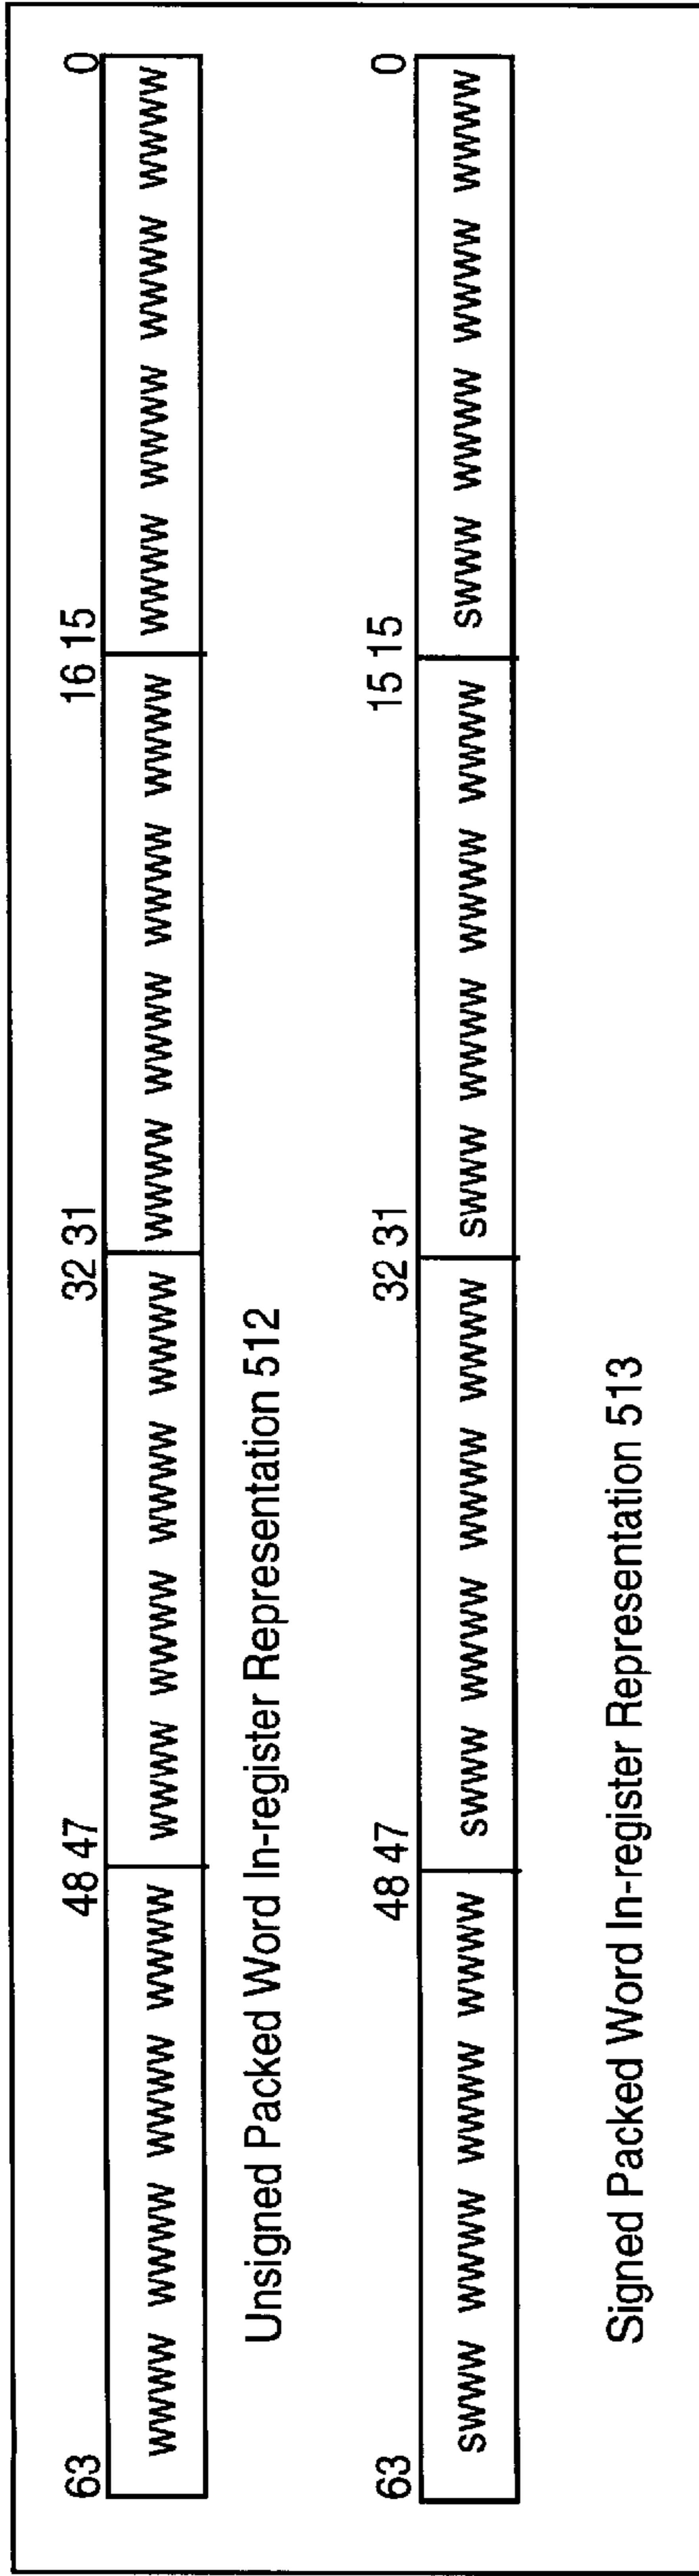 63 48 47 32 31 16 15 0
wwww wwww wwww wwww wwww wwww wwww wwww wwww wwww wwww wwww wwww wwww wwww wwww
Unsigned Packed Word In-register Representation 512
63 48 47 32 31 15 15 0
swww wwww wwww wwww swww wwww wwww wwww swww wwww wwww wwww swww wwww wwww wwww
Signed Packed Word In-register Representation 513